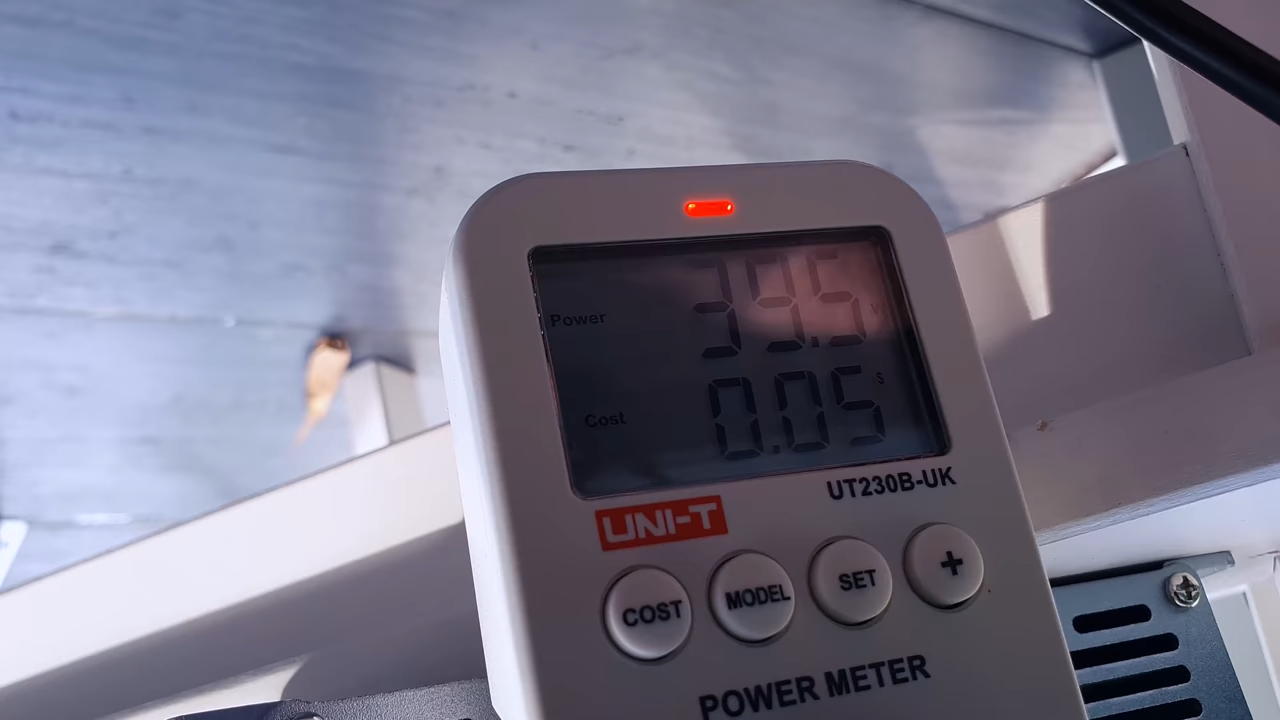 Power 39.5 W
Cost 0.05 $
UT230B-UK
UNI-T
COST MODEL SET +
POWER METER